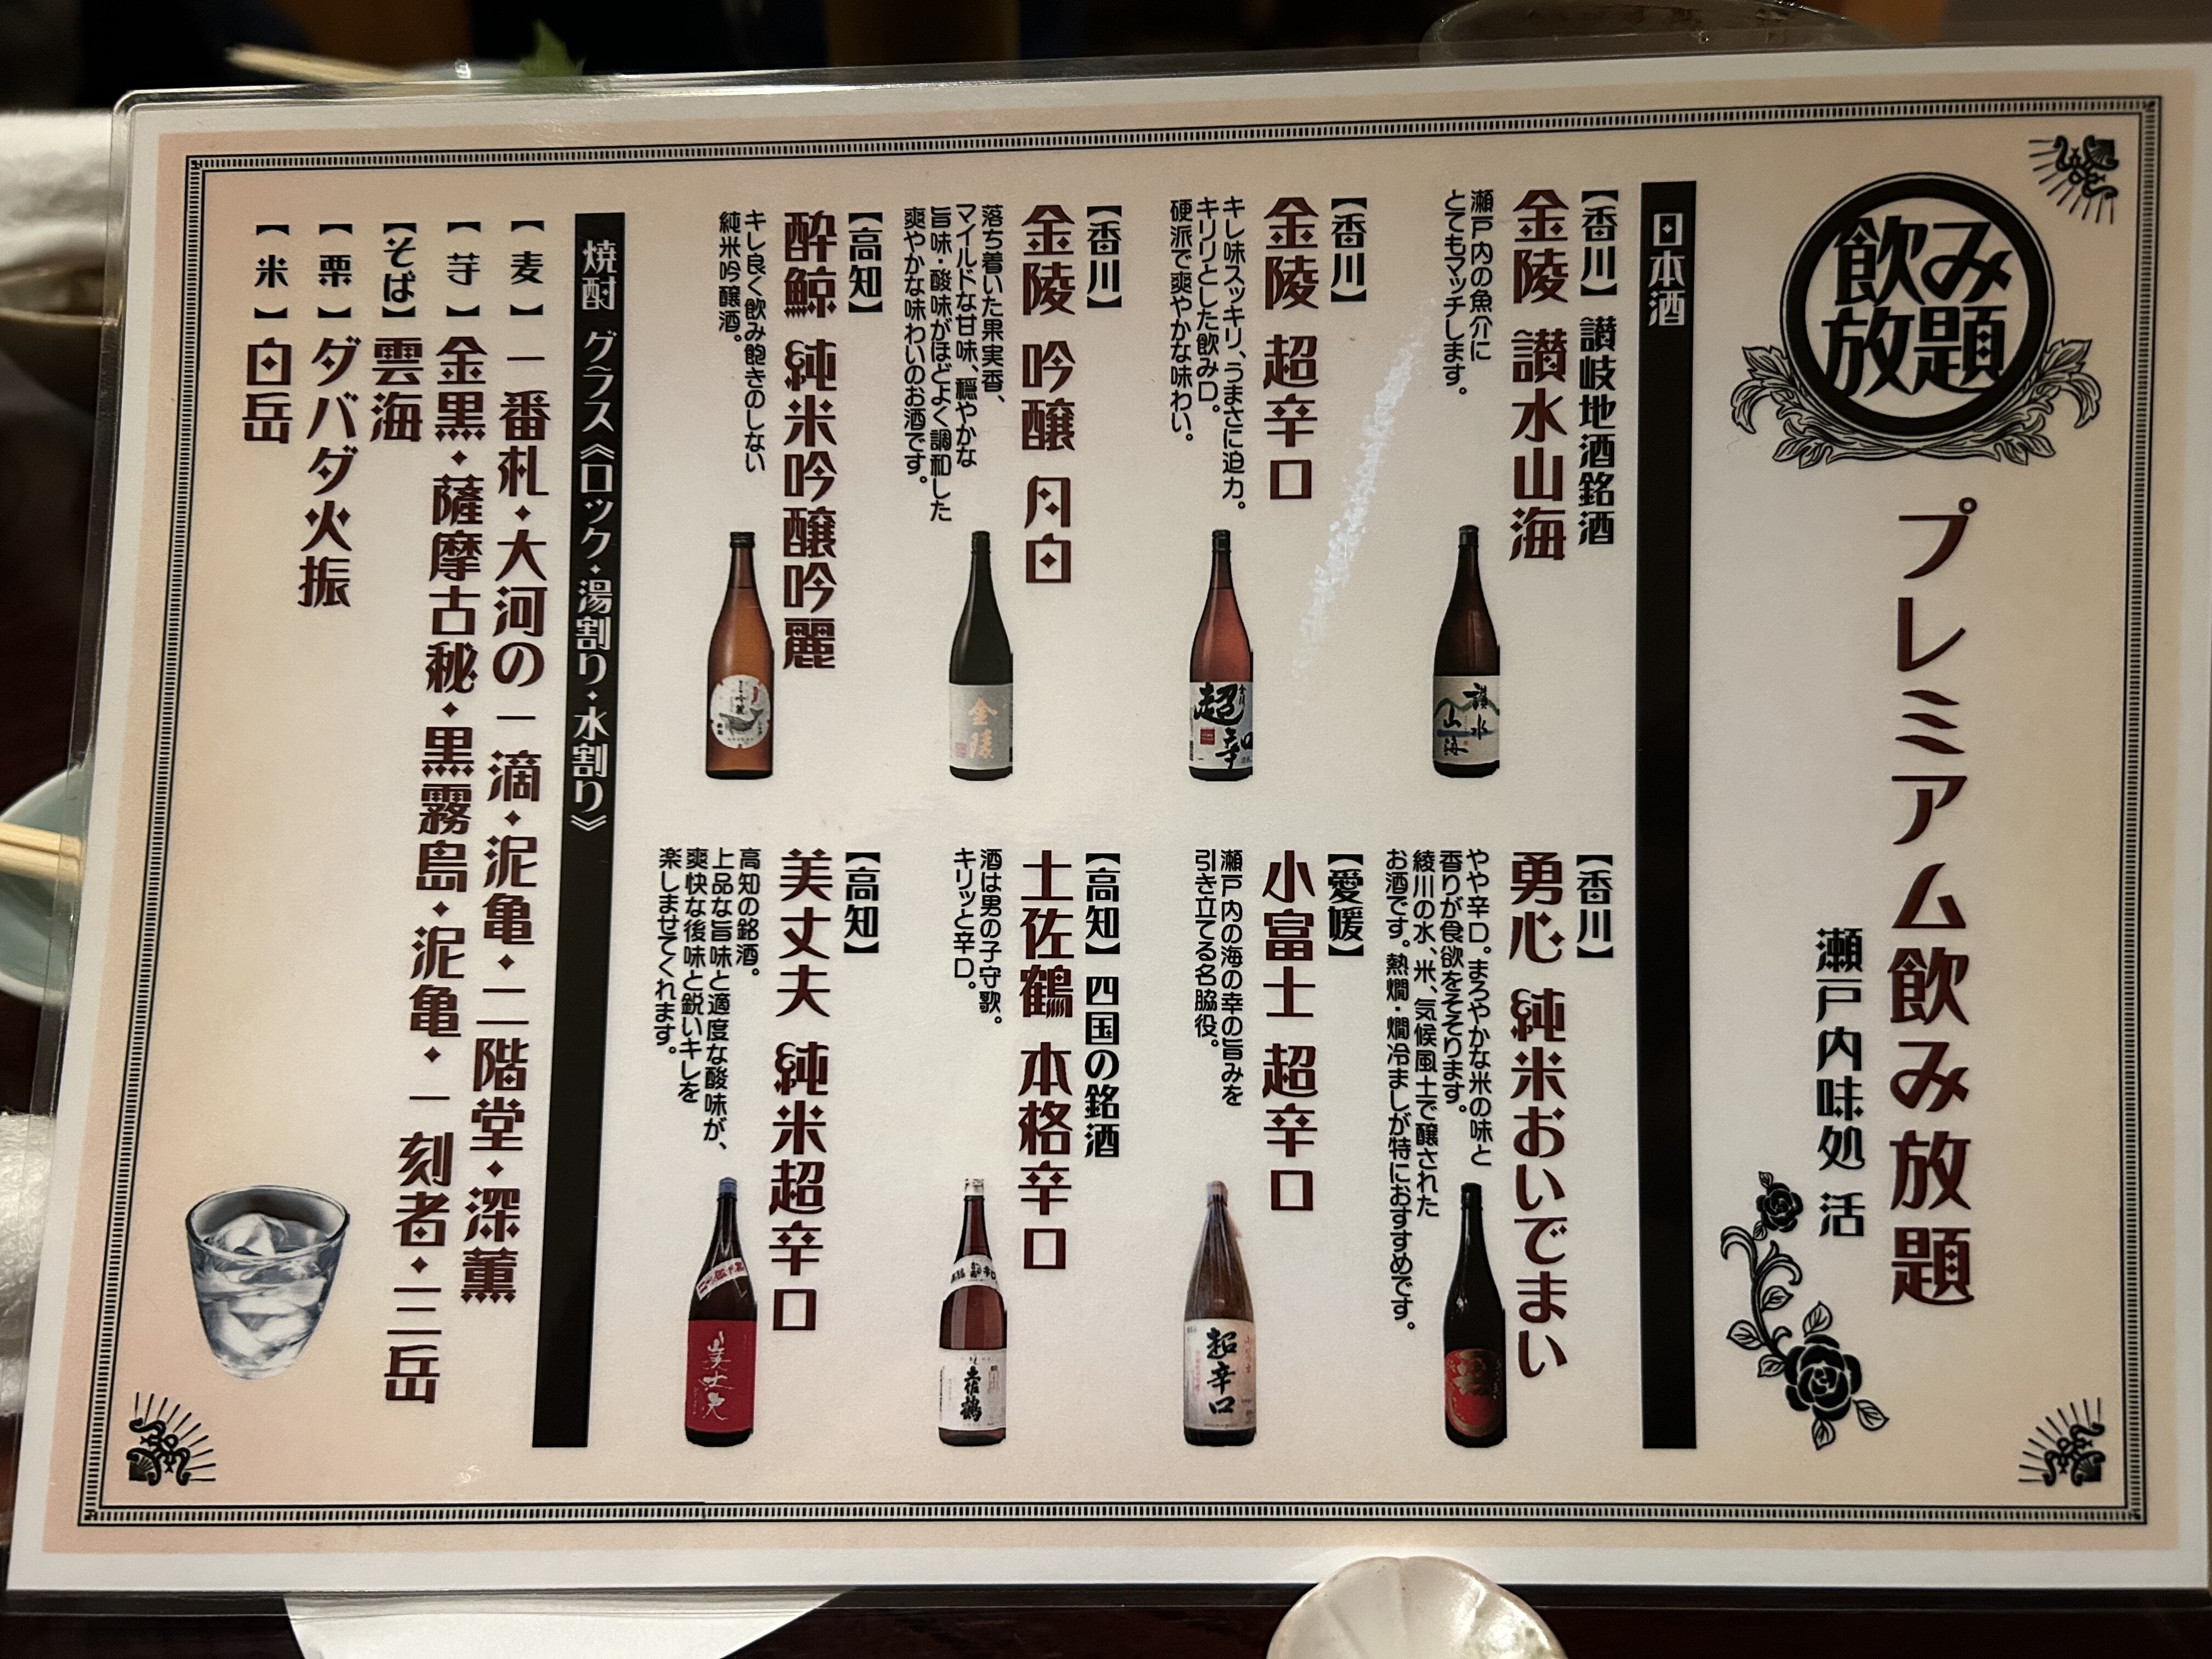 飲み
放題
プレミアム飲み放題
瀬戸内味処 活
日本酒
【香川】讃岐地酒銘酒
金陵 讃水山海
瀬戸内の魚介に
とてもマッチします。
讃水
山海
【香川】
金陵 超辛口
キレ味スッキリ、うまさに迫力。
キリリとした飲み口。
硬派で爽やかな味わい。
超辛口
【香川】
金陵 吟醸 月白
落ち着いた果実香、
マイルドな甘味、穏やかな
旨味・酸味がほどよく調和した
爽やかな味わいのお酒です。
金陵
【高知】
酔鯨 純米吟醸吟麗
キレ良く飲み飽きのしない
純米吟醸酒。
【香川】
勇心 純米おいでまい
やや辛口。まろやかな米の味と
香りが食欲をそそります。
綾川の水、米、気候風土で醸された
お酒です。熱燗・燗冷ましが特におすすめです。
【愛媛】
小富士 超辛口
瀬戸内の海の幸の旨みを
引き立てる名脇役。
超辛口
【高知】四国の銘酒
土佐鶴 本格辛口
酒は男の子守歌。
キリッと辛口。
土佐鶴
【高知】
美丈夫 純米超辛口
高知の銘酒。
上品な旨味と適度な酸味が、
爽快な後味と鋭いキレを
楽しませてくれます。
美丈夫
焼酎 グラス《ロック・湯割り・水割り》
【麦】一番札・大河の一滴・泥亀・二階堂・深薫
【芋】金黒・薩摩古秘・黒霧島・泥亀・一刻者・三岳
【そば】雲海
【栗】ダバダ火振
【米】白岳